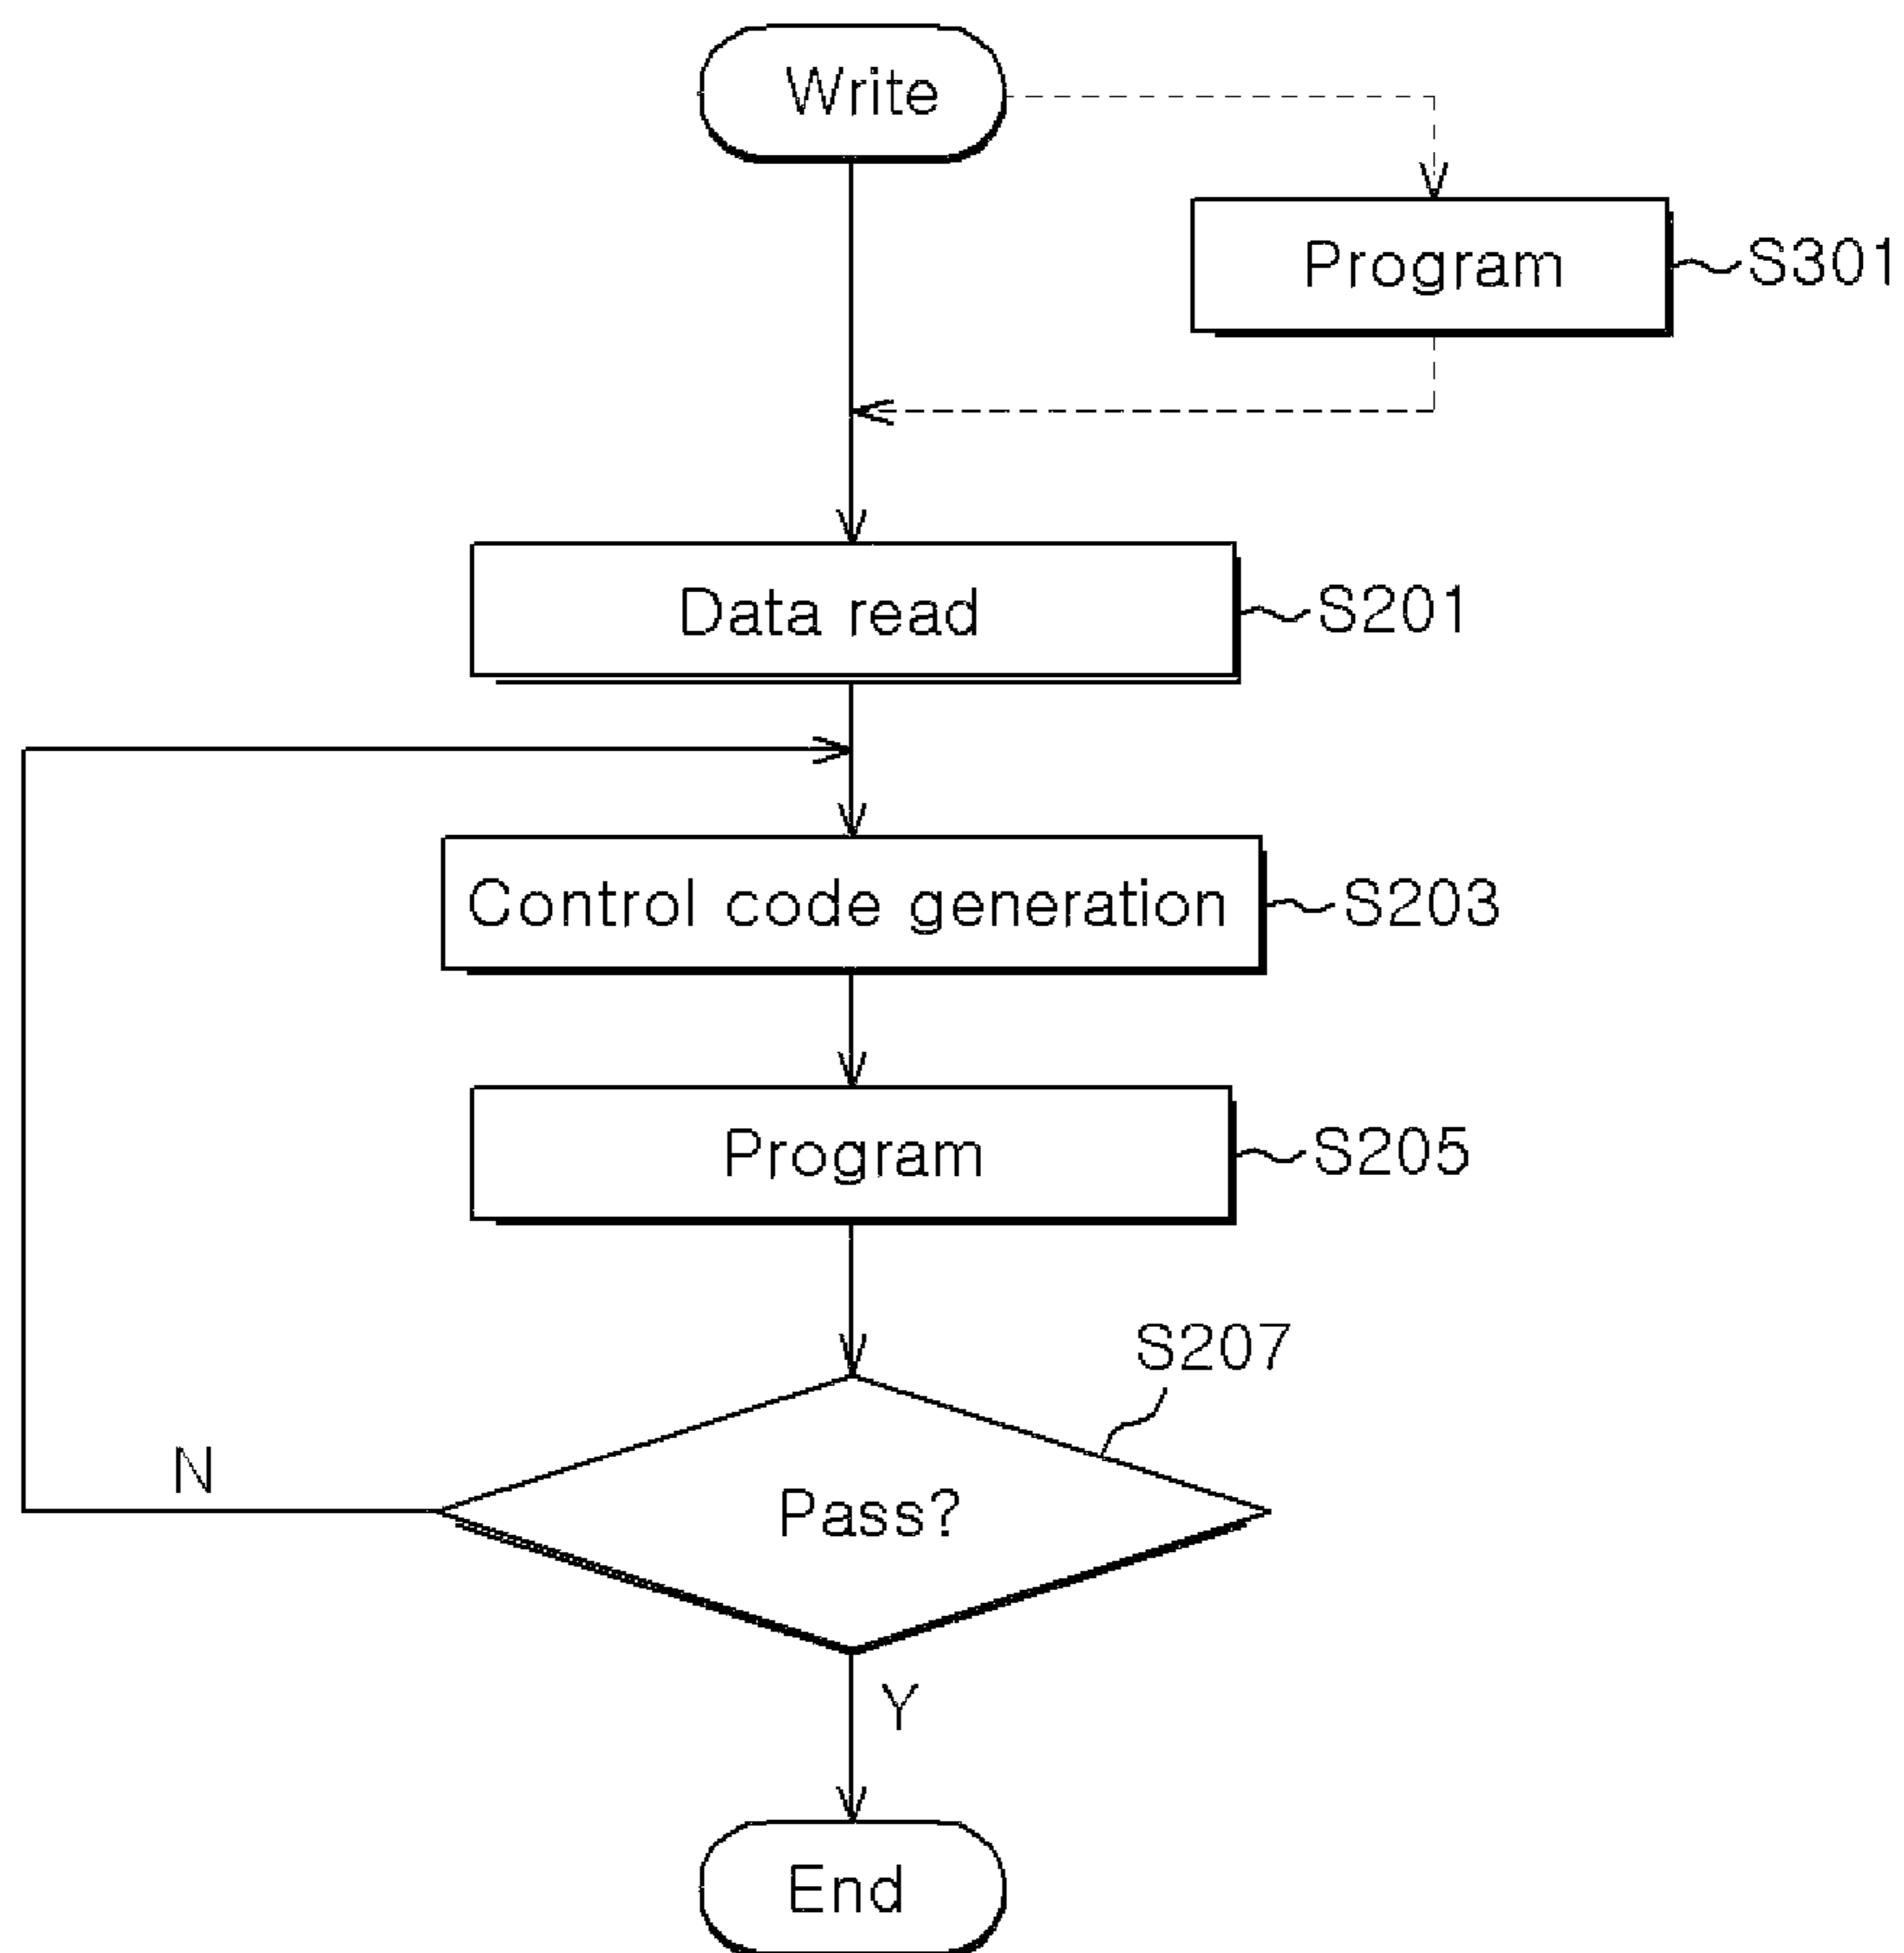 Write
Program
S301
Data read
S201
Control code generation
S203
Program
S205
S207
N
Pass?
Y
End